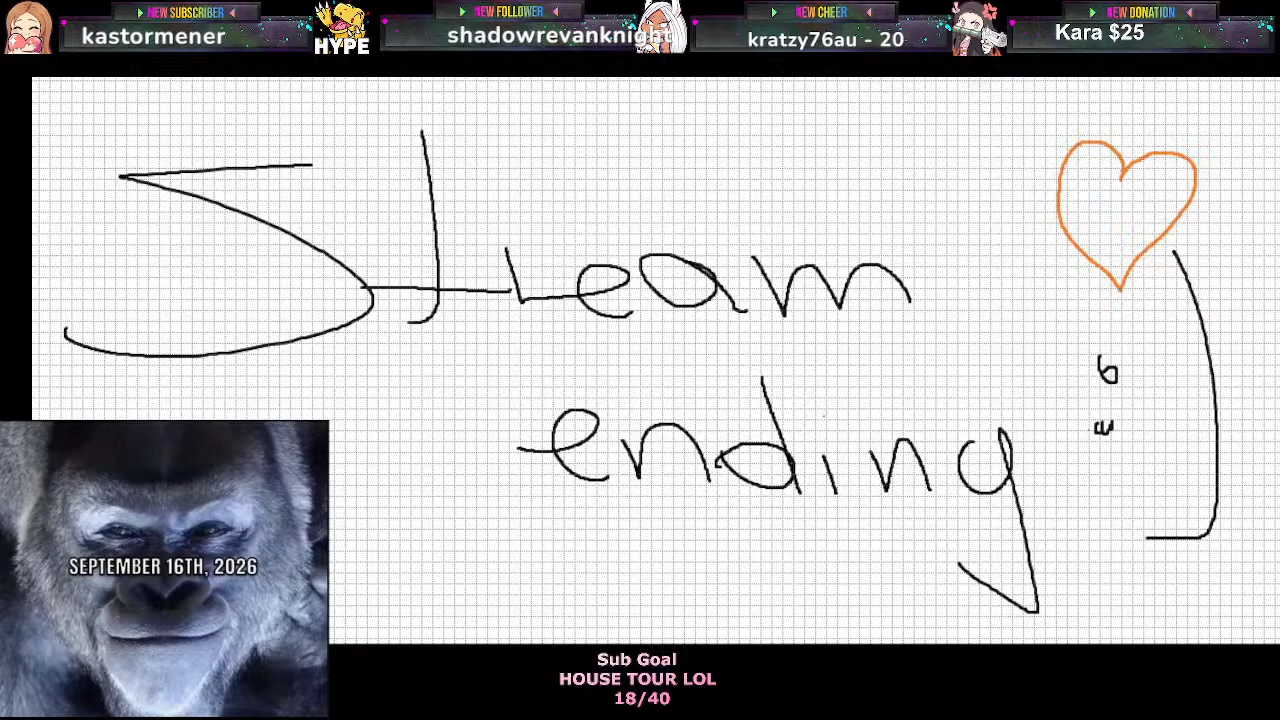 NEW SUBSCRIBER
kastormener
HYPE
NEW FOLLOWER
shadowrevanknight
NEW CHEER
kratzy76au - 20
NEW DONATION
Kara $25
Stream
ending
SEPTEMBER 16TH, 2026
Sub Goal
HOUSE TOUR LOL
18/40